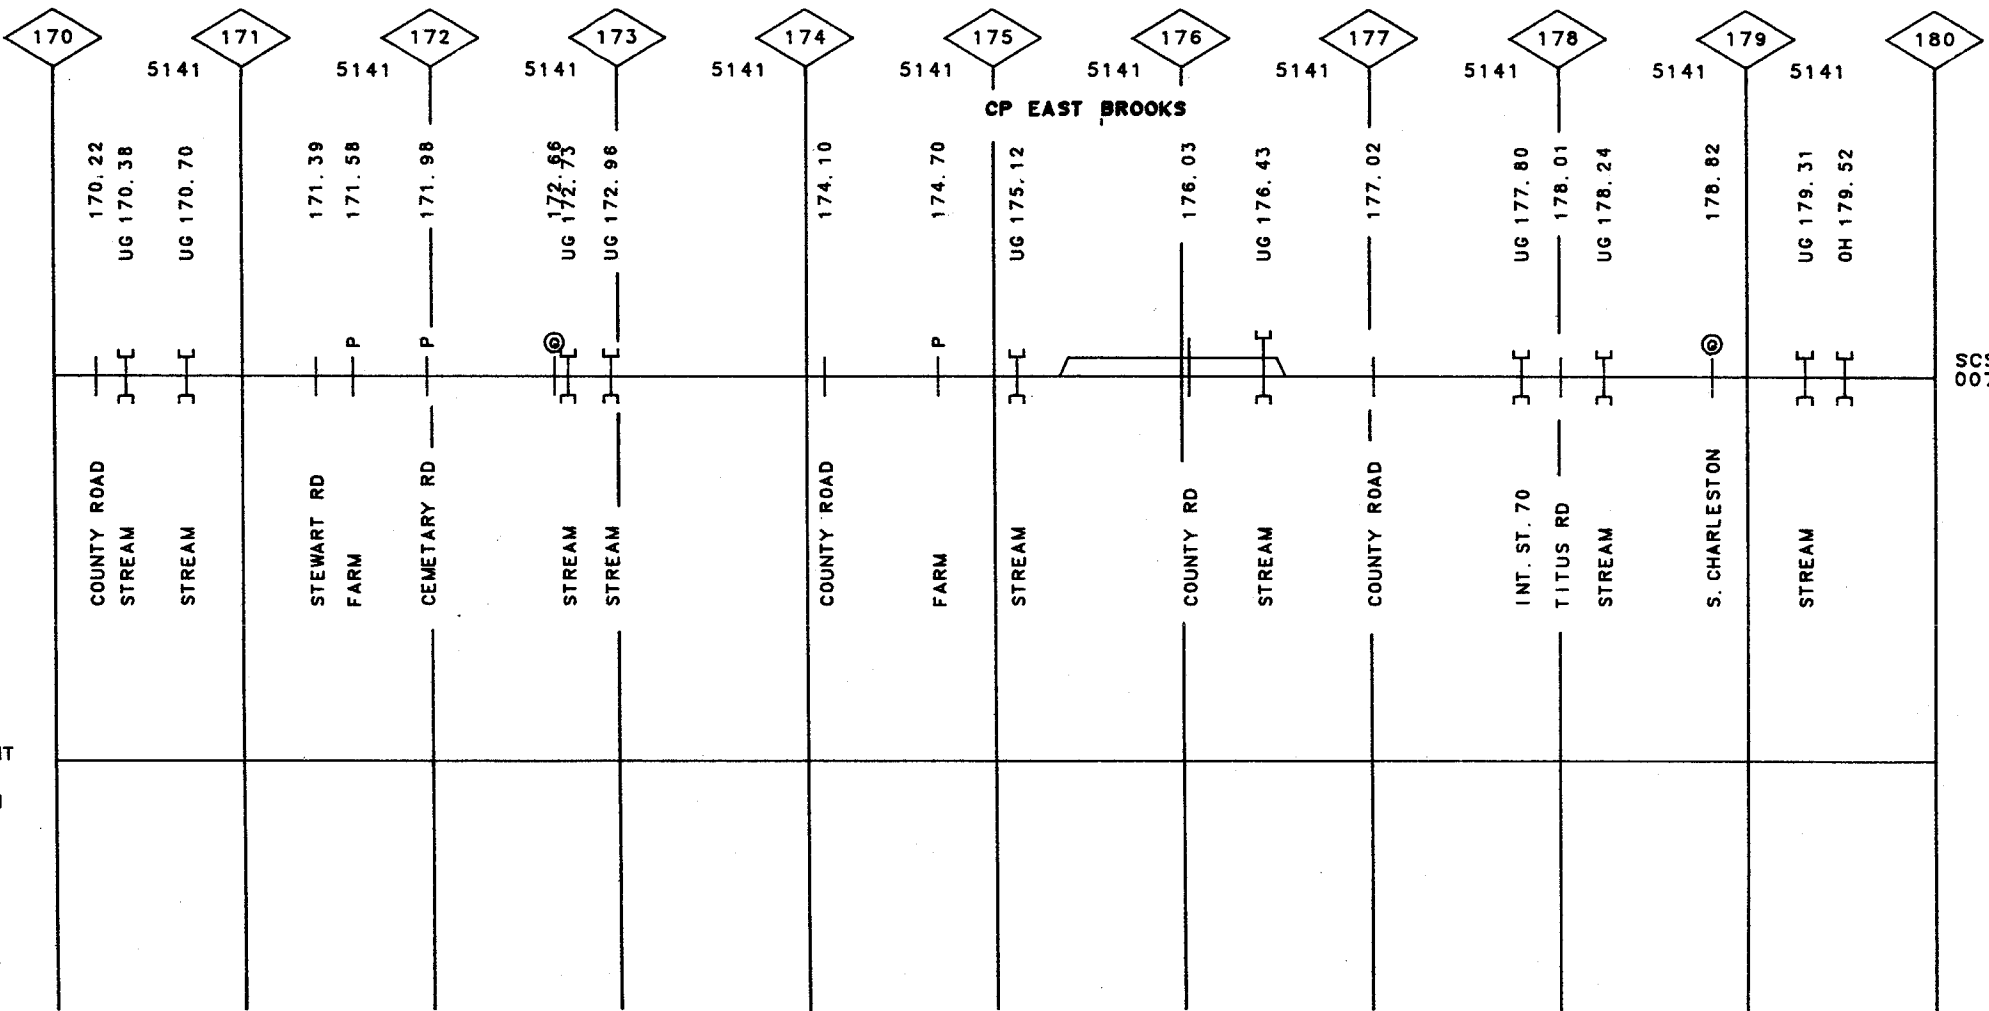 170 171 172 173 174 175 176 177 178 179 180
5141 5141 5141 5141 5141 5141 5141 5141 5141 5141
CP EAST BROOKS
170.22
UG 170.38
UG 170.70
171.39
171.58
171.98
172.66
UG 172.73
UG 172.96
174.10
174.70
UG 175.12
176.03
UG 176.43
177.02
UG 177.80
178.01
UG 178.24
178.82
UG 179.31
OH 179.52
P P P
COUNTY ROAD
STREAM
STREAM
STEWART RD
FARM
CEMETARY RD
STREAM
STREAM
COUNTY ROAD
FARM
STREAM
COUNTY RD
STREAM
COUNTY ROAD
INT. ST. 70
TITUS RD
STREAM
S. CHARLESTON
STREAM